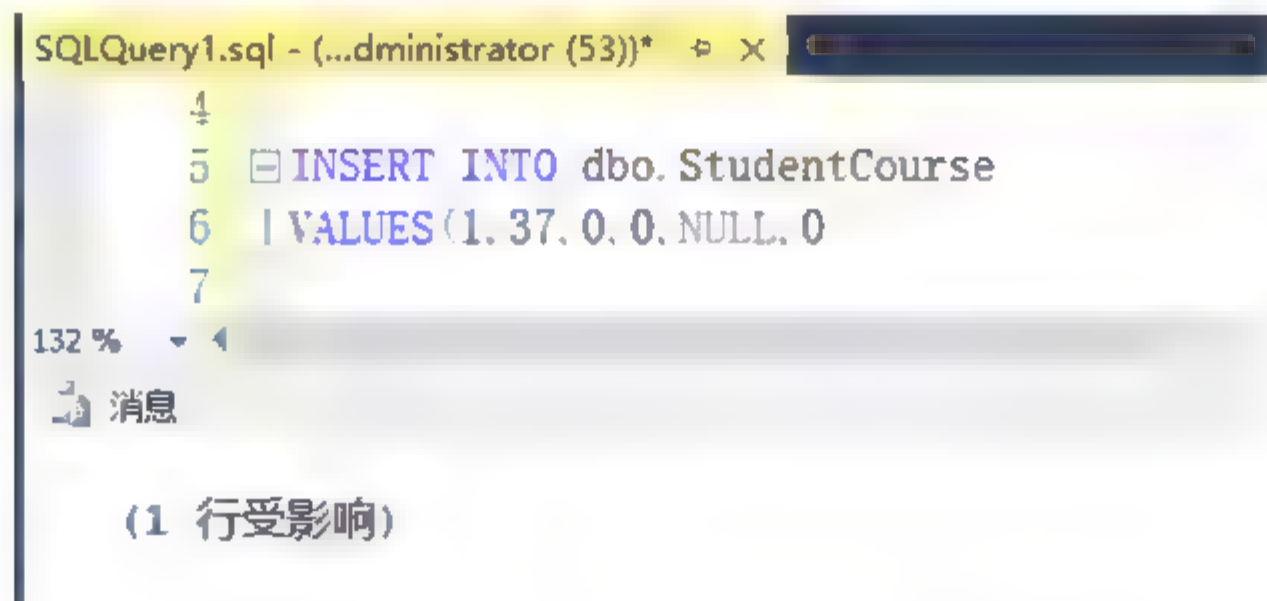 SQLQuery1.sql - (...dministrator (53))*
4
5 INSERT INTO dbo.StudentCourse
6 VALUES(1,37,0,0,NULL,0
7
132 %
消息
(1 行受影响)